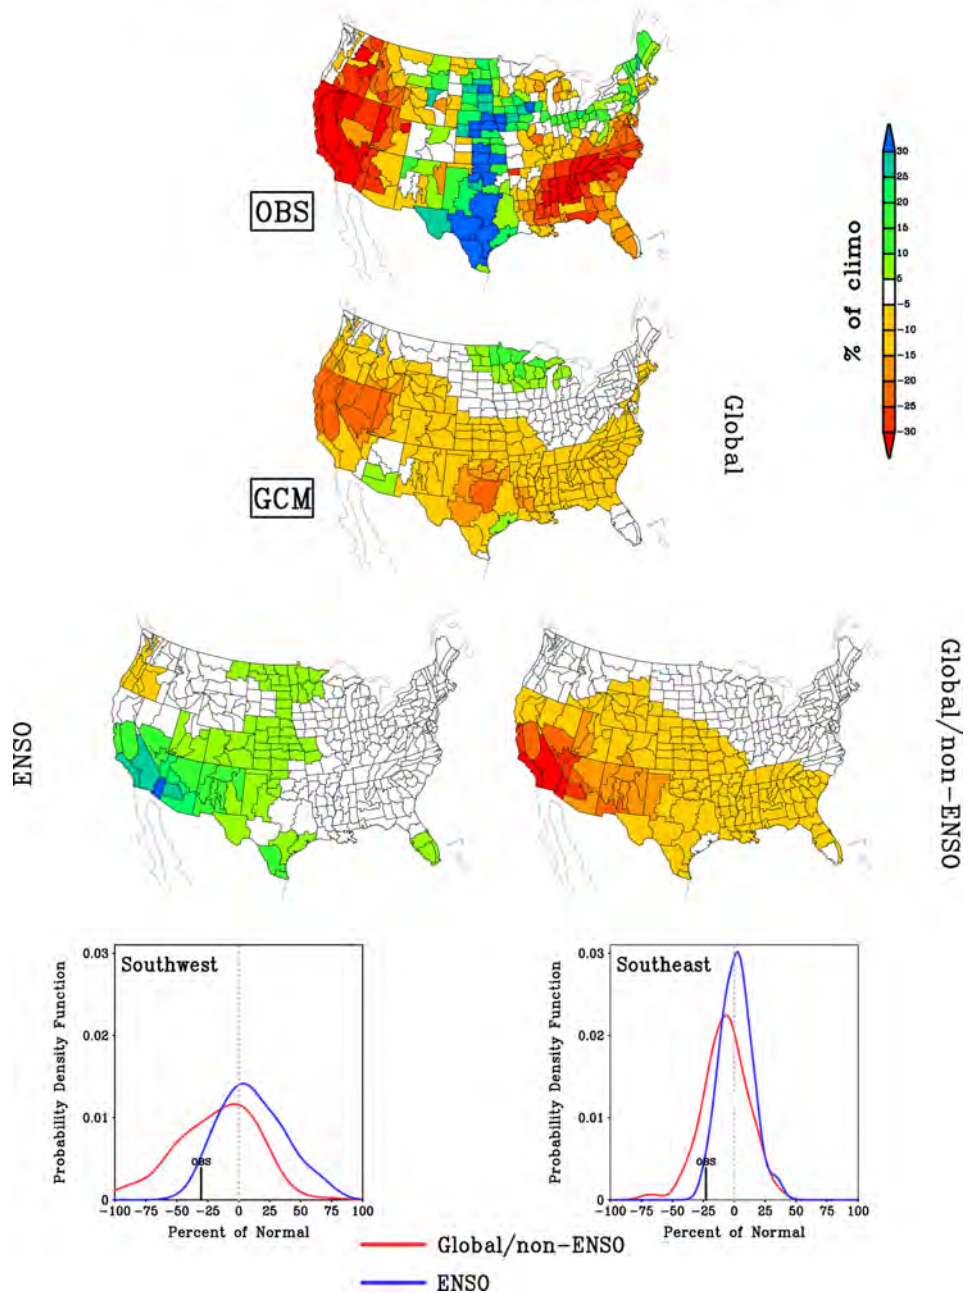 OBS
% of climo
30
25
20
10
5
-5
-10
-15
-20
-25
-30
GCM
Global
ENSO
Global/non-ENSO
Southwest
Probability Density Function
0.03
0.02
0.01
0
OBS
-100 -75 -50 -25 0 25 50 75 100
Percent of Normal
Southeast
Probability Density Function
0.03
0.02
0.01
0
OBS
-100 -75 -50 -25 0 25 50 75 100
Percent of Normal
Global/non-ENSO
ENSO